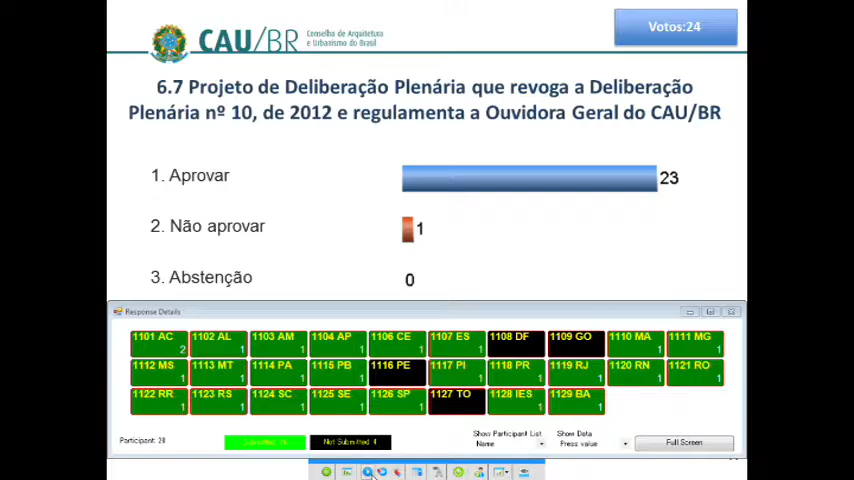 CAU/BR
Conselho de Arquitetura
e Urbanismo do Brasil
Votos:24
6.7 Projeto de Deliberação Plenária que revoga a Deliberação
Plenária nº 10, de 2012 e regulamenta a Ouvidora Geral do CAU/BR
1. Aprovar 23
2. Não aprovar 1
3. Abstenção 0
Response Details
1101 AC 2 1102 AL 1 1103 AM 1 1104 AP 1 1106 CE 1 1107 ES 1 1108 DF 1109 GO 1110 MA 1 1111 MG 1
1112 MS 1 1113 MT 1 1114 PA 1 1115 PB 1 1116 PE 1117 PI 1 1118 PR 1 1119 RJ 1 1120 RN 1 1121 RO 1
1122 RR 1 1123 RS 1 1124 SC 1 1125 SE 1 1126 SP 1 1127 TO 1128 IES 1 1129 BA 1
Participant: 28
Not Submitted: 4
Show Participant List
Name
Show Data
Press value
Full Screen